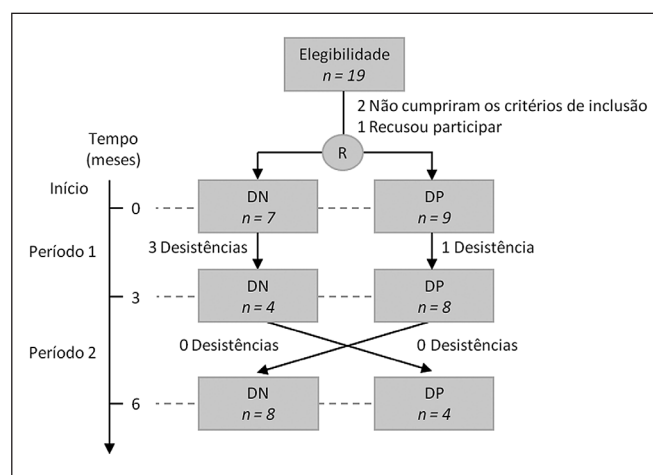 Elegibilidade
n = 19
2 Não cumpriram os critérios de inclusão
1 Recusou participar
R
Tempo
(meses)
Início
0
DN
n = 7
DP
n = 9
Período 1
3 Desistências
1 Desistência
3
DN
n = 4
DP
n = 8
Período 2
0 Desistências
0 Desistências
6
DN
n = 8
DP
n = 4